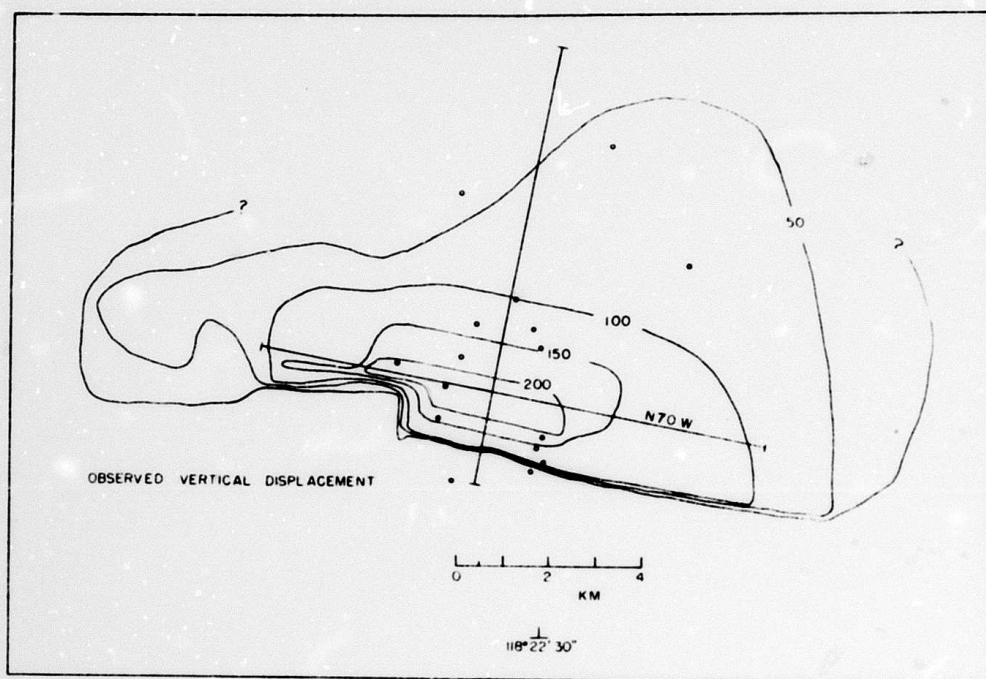 ?
50
?
100
150
200
N70W
OBSERVED VERTICAL DISPLACEMENT
0 2 4
KM
118° 22' 30"